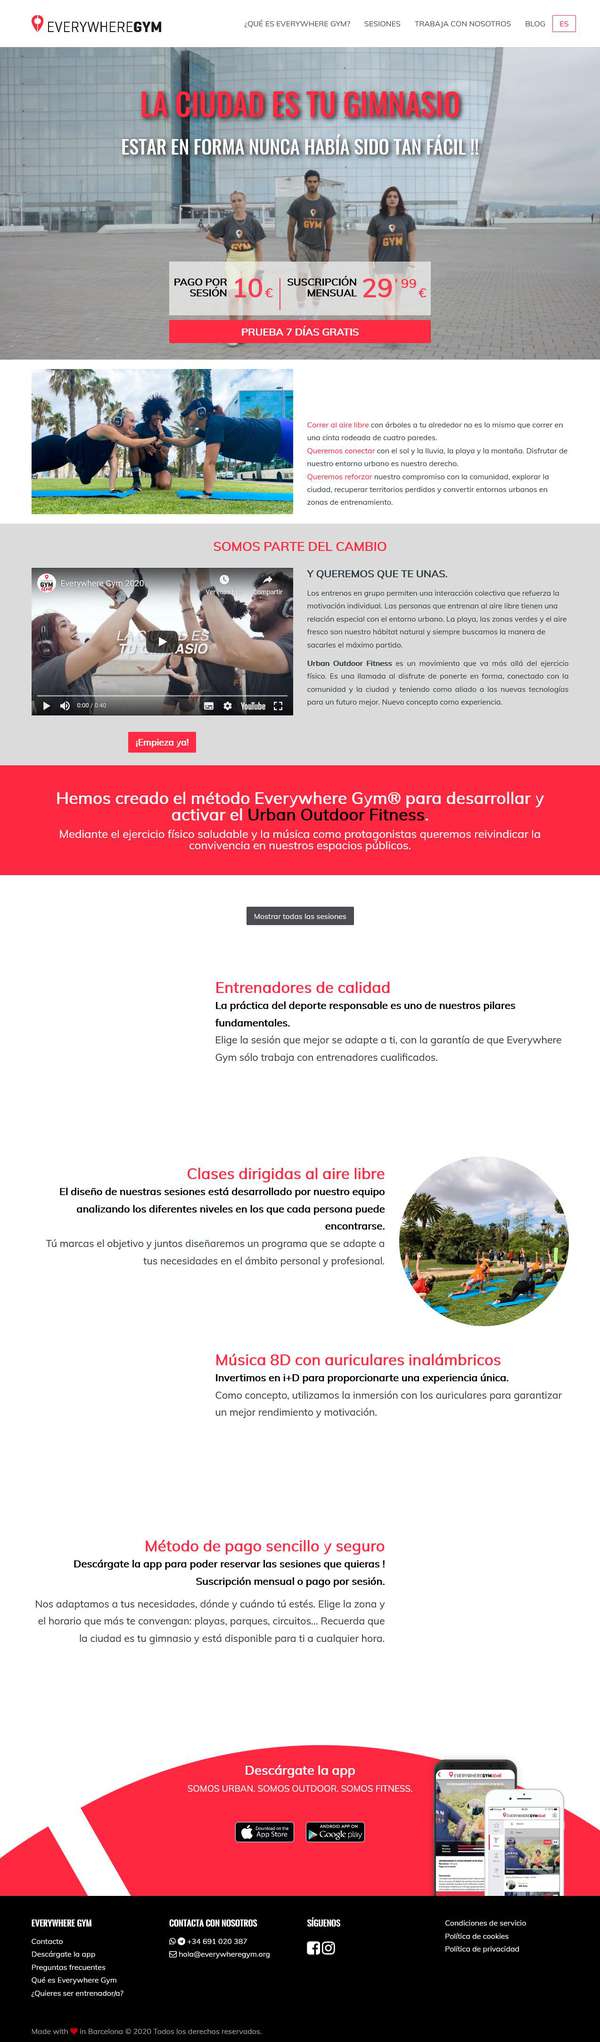 EVERYWHEREGYM
¿QUÉ ES EVERYWHERE GYM? SESIONES TRABAJA CON NOSOTROS BLOG ES
LA CIUDAD ES TU GIMNASIO
ESTAR EN FORMA NUNCA HABÍA SIDO TAN FÁCIL !!
GYM GYM GYM
PAGO POR SESIÓN 10€ SUSCRIPCIÓN MENSUAL 29'99€
PRUEBA 7 DÍAS GRATIS
Correr al aire libre con árboles a tu alrededor no es lo mismo que correr en
una cinta rodeada de cuatro paredes.
Queremos conectar con el sol y la lluvia, la playa y la montaña. Disfrutar de
nuestro entorno urbano es nuestro derecho.
Queremos reforzar nuestro compromiso con la comunidad, explorar la
ciudad, recuperar territorios perdidos y convertir entornos urbanos en
zonas de entrenamiento.
SOMOS PARTE DEL CAMBIO
Everywhere Gym 2020
LA CIUDAD ES
TU GIMNASIO
0:00 / 0:40
YouTube
¡Empieza ya!
Y QUEREMOS QUE TE UNAS.
Los entrenos en grupo permiten una interacción colectiva que refuerza la
motivación individual. Las personas que entrenan al aire libre tienen una
relación especial con el entorno urbano. La playa, las zonas verdes y el aire
fresco son nuestro hábitat natural y siempre buscamos la manera de
sacarles el máximo partido.
Urban Outdoor Fitness es un movimiento que va más allá del ejercicio
físico. Es una llamada al disfrute de ponerte en forma, conectado con la
comunidad y la ciudad y teniendo como aliado a las nuevas tecnologías
para un futuro mejor. Nuevo concepto como experiencia.
Hemos creado el método Everywhere Gym® para desarrollar y
activar el Urban Outdoor Fitness.
Mediante el ejercicio físico saludable y la música como protagonistas queremos reivindicar la
convivencia en nuestros espacios públicos.
Mostrar todas las sesiones
Entrenadores de calidad
La práctica del deporte responsable es uno de nuestros pilares
fundamentales.
Elige la sesión que mejor se adapte a ti, con la garantía de que Everywhere
Gym sólo trabaja con entrenadores cualificados.
Clases dirigidas al aire libre
El diseño de nuestras sesiones está desarrollado por nuestro equipo
analizando los diferentes niveles en los que cada persona puede
encontrarse.
Tú marcas el objetivo y juntos diseñaremos un programa que se adapte a
tus necesidades en el ámbito personal y profesional.
Música 8D con auriculares inalámbricos
Invertimos en i+D para proporcionarte una experiencia única.
Como concepto, utilizamos la inmersión con los auriculares para garantizar
un mejor rendimiento y motivación.
Método de pago sencillo y seguro
Descárgate la app para poder reservar las sesiones que quieras !
Suscripción mensual o pago por sesión.
Nos adaptamos a tus necesidades, dónde y cuándo tú estés. Elige la zona y
el horario que más te convengan: playas, parques, circuitos... Recuerda que
la ciudad es tu gimnasio y está disponible para ti a cualquier hora.
Descárgate la app
SOMOS URBAN. SOMOS OUTDOOR. SOMOS FITNESS.
Download on the App Store
ANDROID APP ON Google play
EVERYWHERE GYM
Contacto
Descárgate la app
Preguntas frecuentes
Qué es Everywhere Gym
¿Quieres ser entrenador/a?
CONTACTA CON NOSOTROS
+34 691 020 387
hola@everywheregym.org
SÍGUENOS
Condiciones de servicio
Política de cookies
Política de privacidad
Made with ❤ in Barcelona © 2020 Todos los derechos reservados.